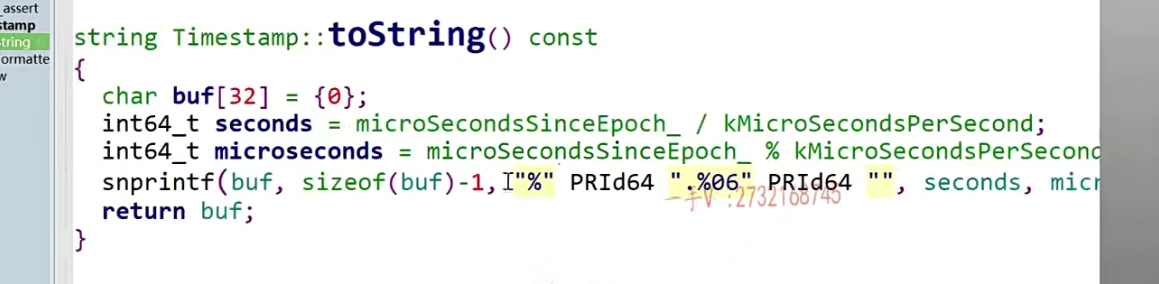 _assert
stamp
tring
ormatte
w
string Timestamp::toString() const
{
char buf[32] = {0};
int64_t seconds = microSecondsSinceEpoch_ / kMicroSecondsPerSecond;
int64_t microseconds = microSecondsSinceEpoch_ % kMicroSecondsPerSecond
snprintf(buf, sizeof(buf)-1, "%" PRId64 ".%06" PRId64 "", seconds, micr
return buf;
}
一手V :2732168745